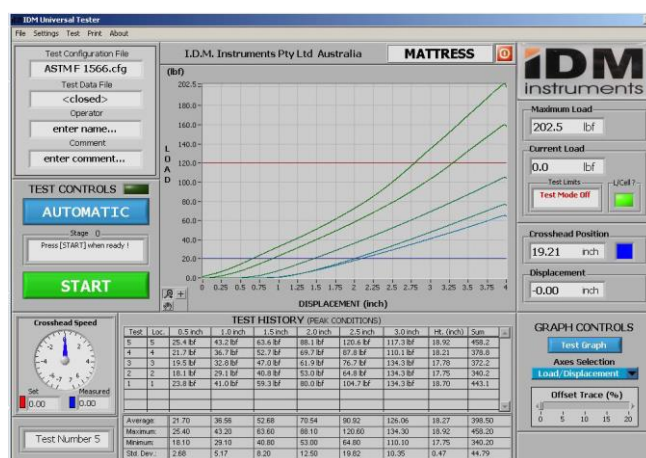 IDM Universal Tester
File Settings Test Print About
Test Configuration File
ASTM F 1566.cfg
Test Data File
<closed>
Operator
enter name...
Comment
enter comment...
TEST CONTROLS
AUTOMATIC
Stage 0
Press [START] when ready !
START
I.D.M. Instruments Pty Ltd Australia
MATTRESS
(lbf)
202.5
180.0
160.0
140.0
120.0
100.0
80.0
60.0
40.0
20.0
0.0
LOAD
0 0.25 0.5 0.75 1 1.25 1.5 1.75 2 2.25 2.5 2.75 3 3.25 3.5 3.75 4
DISPLACEMENT (inch)
iDM
instruments
Maximum Load
202.5 lbf
Current Load
0.0 lbf
Test Limits
L/Cell ?
Test Mode Off
Crosshead Position
19.21 inch
Displacement
-0.00 inch
Crosshead Speed
Set Measured
0.00 0.00
Test Number 5
TEST HISTORY (PEAK CONDITIONS)
Test Loc. 0.5 inch 1.0 inch 1.5 inch 2.0 inch 2.5 inch 3.0 inch Ht. (inch) Sum
5 5 25.4 lbf 43.2 lbf 63.6 lbf 88.1 lbf 120.6 lbf 117.3 lbf 18.92 458.2
4 4 21.7 lbf 36.7 lbf 52.7 lbf 69.7 lbf 87.8 lbf 110.1 lbf 18.21 378.8
3 3 19.5 lbf 32.8 lbf 47.0 lbf 61.9 lbf 76.7 lbf 134.3 lbf 17.78 372.2
2 2 18.1 lbf 29.1 lbf 40.8 lbf 53.0 lbf 64.8 lbf 134.3 lbf 17.75 340.2
1 1 23.8 lbf 41.0 lbf 59.3 lbf 80.0 lbf 104.7 lbf 134.3 lbf 18.70 443.1
Average: 21.70 36.56 52.68 70.54 90.92 126.06 18.27 398.50
Maximum: 25.40 43.20 63.60 88.10 120.60 134.30 18.92 458.20
Minimum: 18.10 29.10 40.80 53.00 64.80 110.10 17.75 340.20
Std. Dev.: 2.68 5.17 8.20 12.50 19.82 10.35 0.47 44.79
GRAPH CONTROLS
Test Graph
Axes Selection
Load/Displacement
Offset Trace (%)
0 5 10 15 20